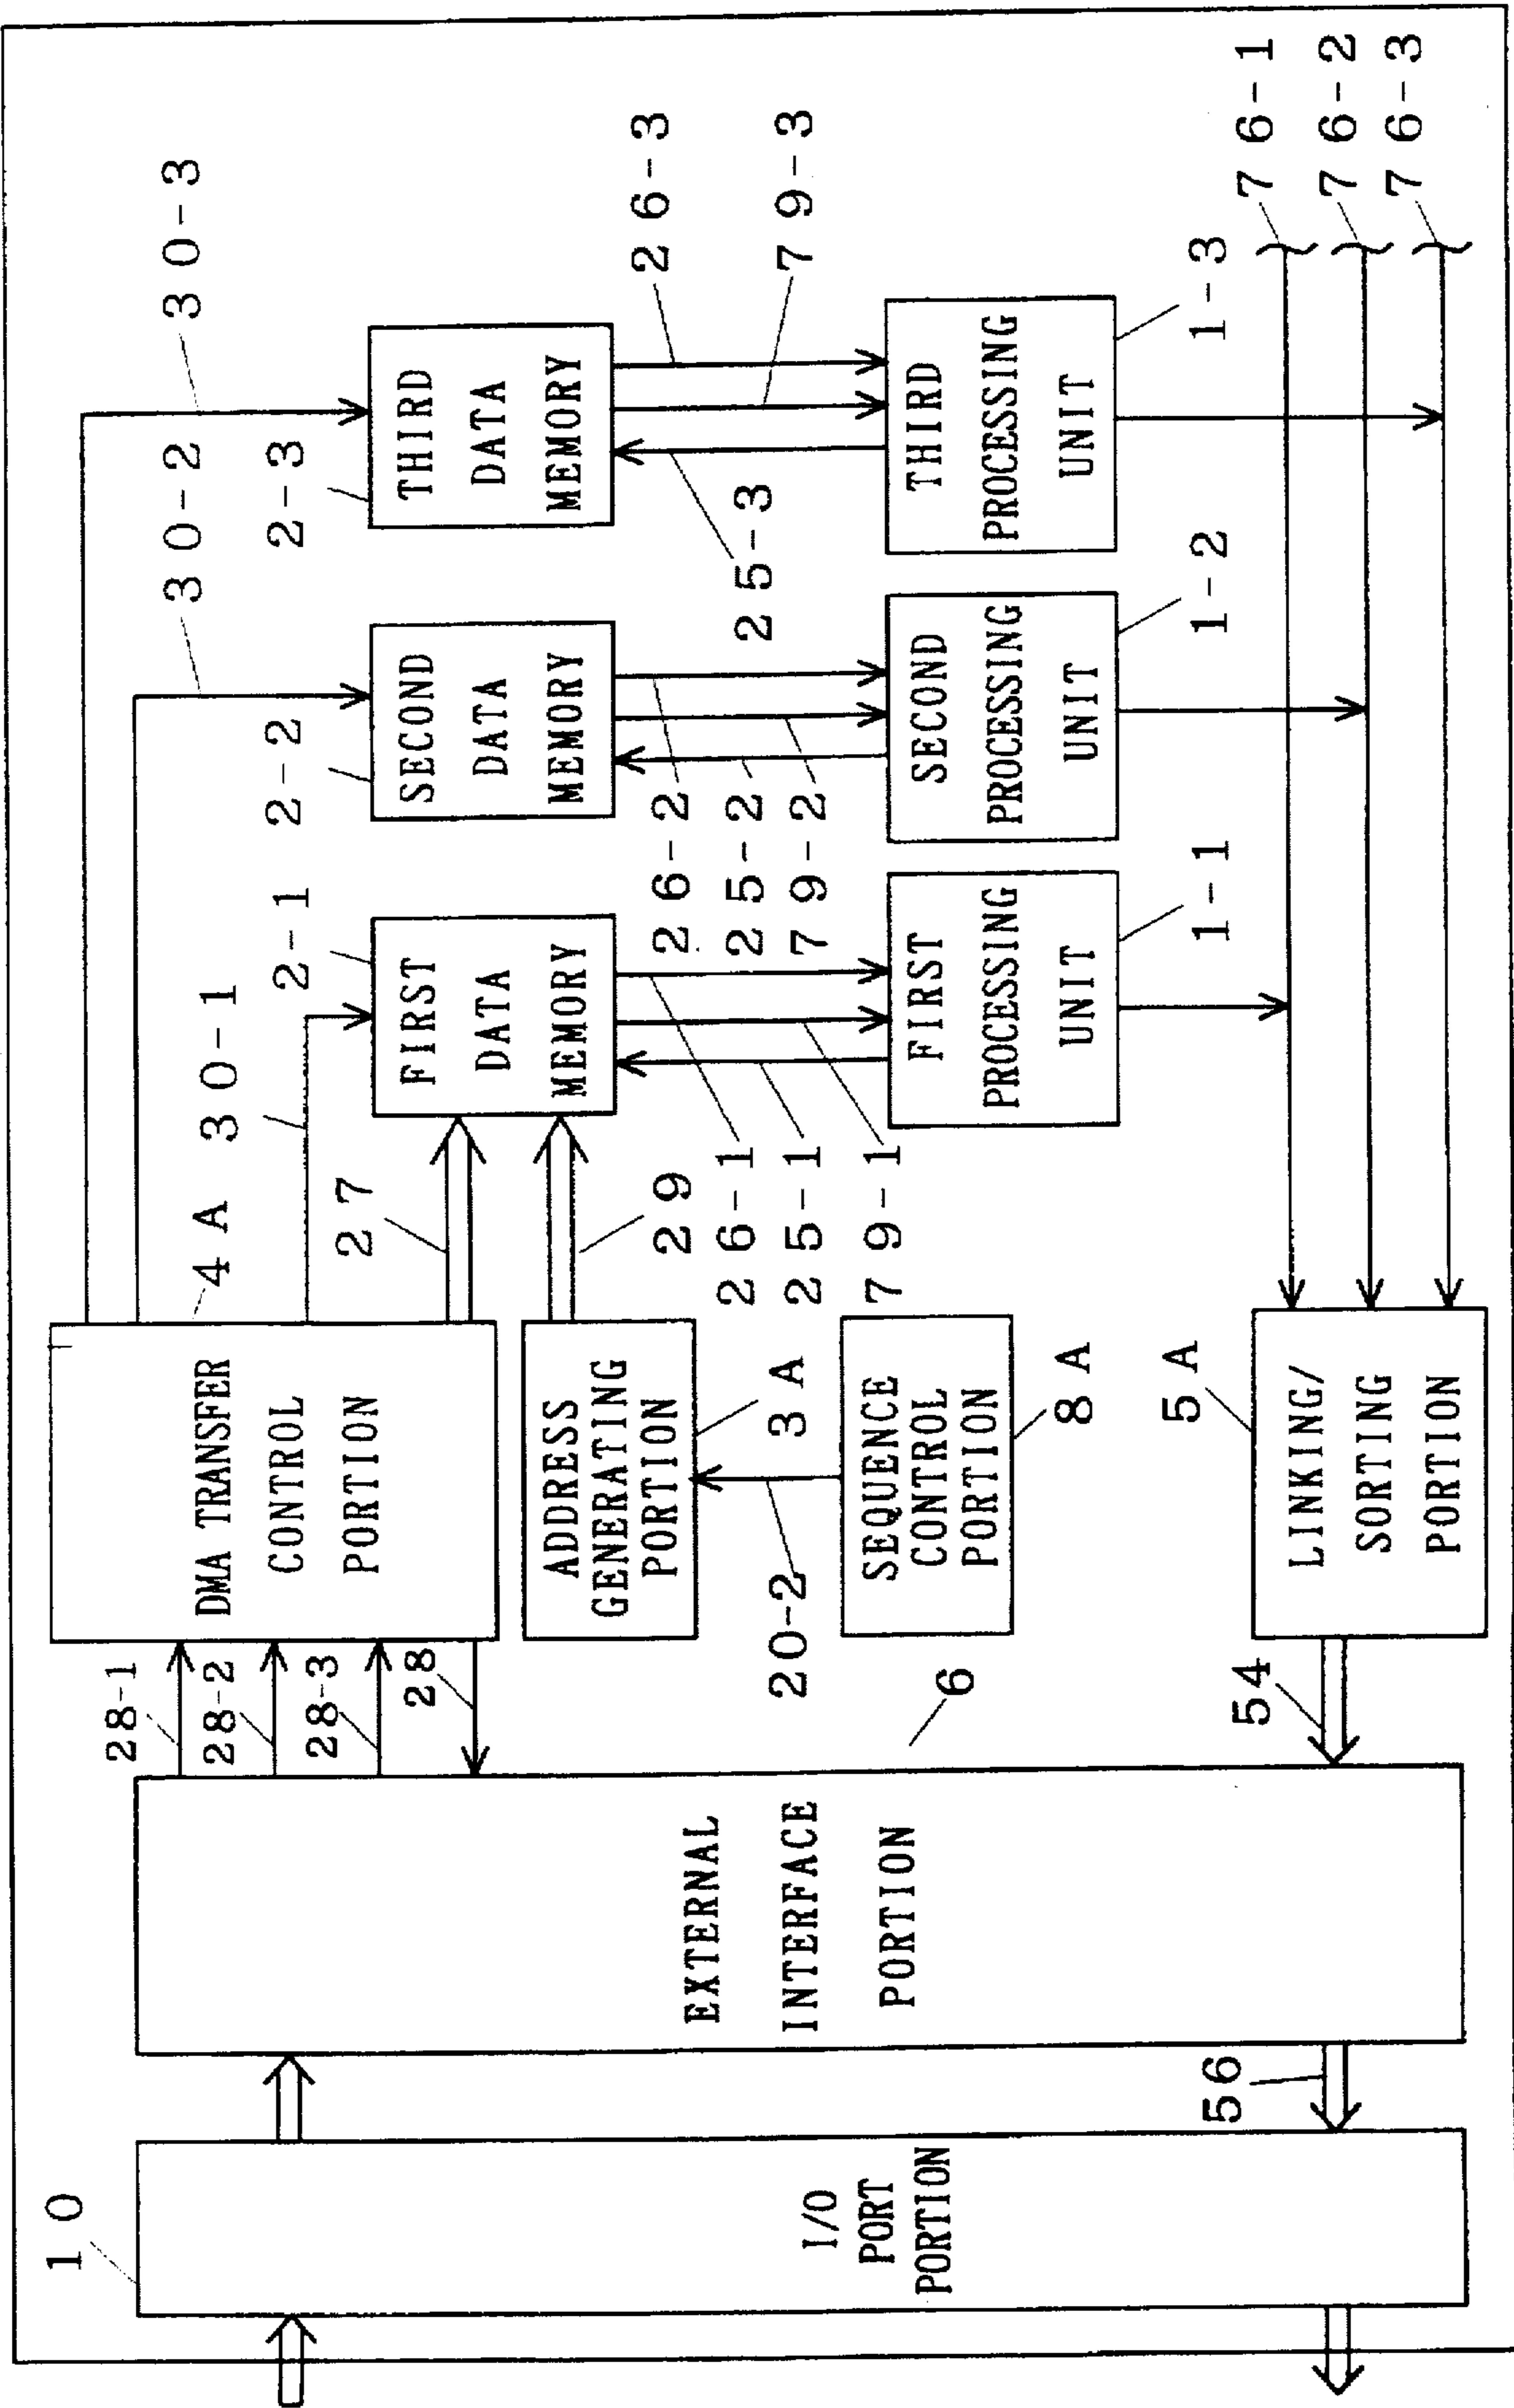 10
I/O
PORT
PORTION
56
EXTERNAL
INTERFACE
PORTION
6
28-1
28-2
28-3
28
54
DMA TRANSFER
CONTROL
PORTION
4A
ADDRESS
GENERATING
PORTION
3A
20-2
SEQUENCE
CONTROL
PORTION
8A
LINKING/
SORTING
PORTION
5A
30-1
30-2
30-3
27
29
FIRST
DATA
MEMORY
2-1
SECOND
DATA
MEMORY
2-2
THIRD
DATA
MEMORY
2-3
26-1
25-1
79-1
26-2
25-2
79-2
26-3
79-3
25-3
FIRST
PROCESSING
UNIT
1-1
SECOND
PROCESSING
UNIT
1-2
THIRD
PROCESSING
UNIT
1-3
76-1
76-2
76-3